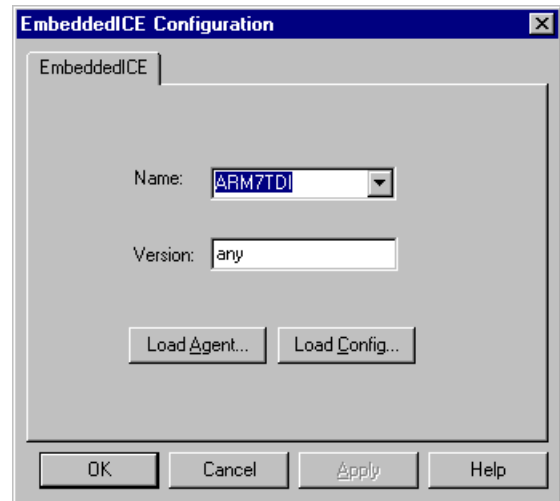 EmbeddedICE Configuration
EmbeddedICE
Name: ARM7TDI
Version: any
Load Agent... Load Config...
OK Cancel Apply Help